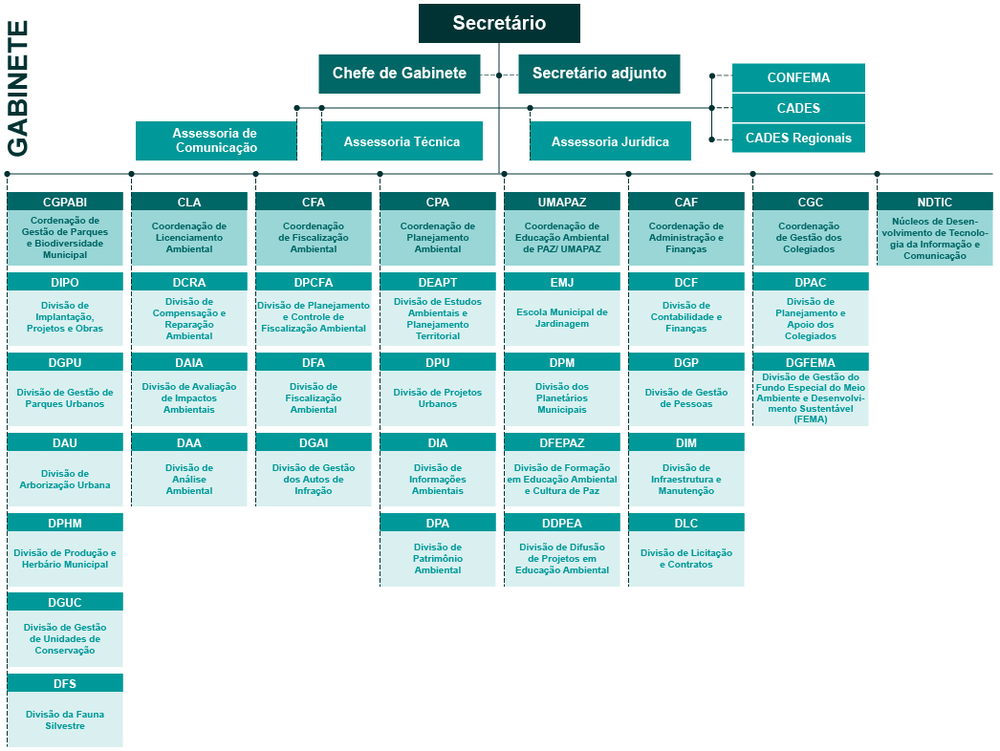 GABINETE
Secretário
Chefe de Gabinete
Secretário adjunto
CONFEMA
CADES
CADES Regionais
Assessoria de
Comunicação
Assessoria Técnica
Assessoria Jurídica
CGPABI
Cordenação de
Gestão de Parques
e Biodiversidade
Municipal
DIPO
Divisão de
Implantação,
Projetos e Obras
DGPU
Divisão de Gestão de
Parques Urbanos
DAU
Divisão de
Arborização Urbana
DPHM
Divisão de Produção e
Herbário Municipal
DGUC
Divisão de Gestão
de Unidades de
Conservação
DFS
Divisão da Fauna
Silvestre
CLA
Coordenação de
Licenciamento
Ambiental
DCRA
Divisão de
Compensação e
Reparação
Ambiental
DAIA
Divisão de Avaliação
de Impactos
Ambientais
DAA
Divisão de
Análise
Ambiental
CFA
Coordenação
de Fiscalização
Ambiental
DPCFA
Divisão de Planejamento
e Controle de
Fiscalização Ambiental
DFA
Divisão de
Fiscalização
Ambiental
DGAI
Divisão de Gestão
dos Autos de
Infração
CPA
Coordenação de
Planejamento
Ambiental
DEAPT
Divisão de Estudos
Ambientais e
Planejamento
Territorial
DPU
Divisão de Projetos
Urbanos
DIA
Divisão de
Informações
Ambientais
DPA
Divisão de
Patrimônio
Ambiental
UMAPAZ
Coordenação de
Educação Ambiental
de PAZ/ UMAPAZ
EMJ
Escola Municipal de
Jardinagem
DPM
Divisão dos
Planetários
Municipais
DFEPAZ
Divisão de Formação
em Educação Ambiental
e Cultura de Paz
DDPEA
Divisão de Difusão
de Projetos em
Educação Ambiental
CAF
Coordenação de
Administração e
Finanças
DCF
Divisão de
Contabilidade e
Finanças
DGP
Divisão de Gestão
de Pessoas
DIM
Divisão de
Infraestrutura e
Manutenção
DLC
Divisão de Licitação
e Contratos
CGC
Coordenação
de Gestão dos
Colegiados
DPAC
Divisão de
Planejamento e
Apoio dos
Colegiados
DGFEMA
Divisão de Gestão do
Fundo Especial do Meio
Ambiente e Desenvolvi-
mento Sustentável
(FEMA)
NDTIC
Núcleos de Desen-
volvimento de Tecnolo-
gia da Informação e
Comunicação